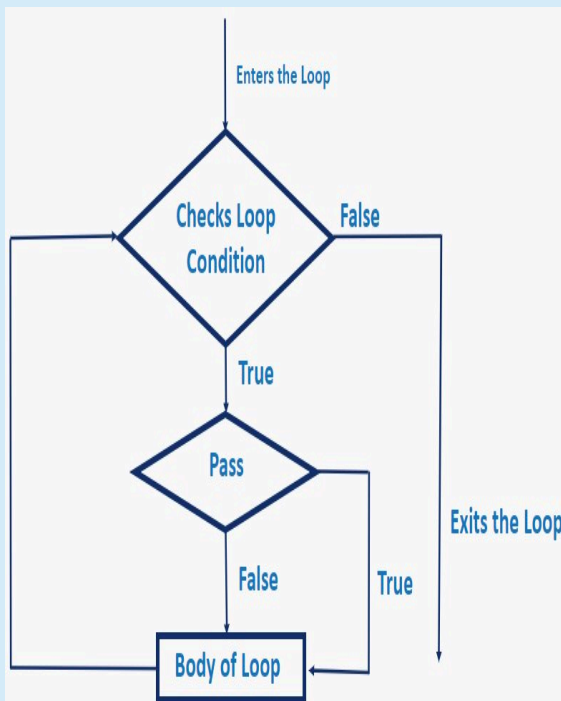 Enters the Loop
Checks Loop
Condition
False
True
Pass
Exits the Loop
False
True
Body of Loop